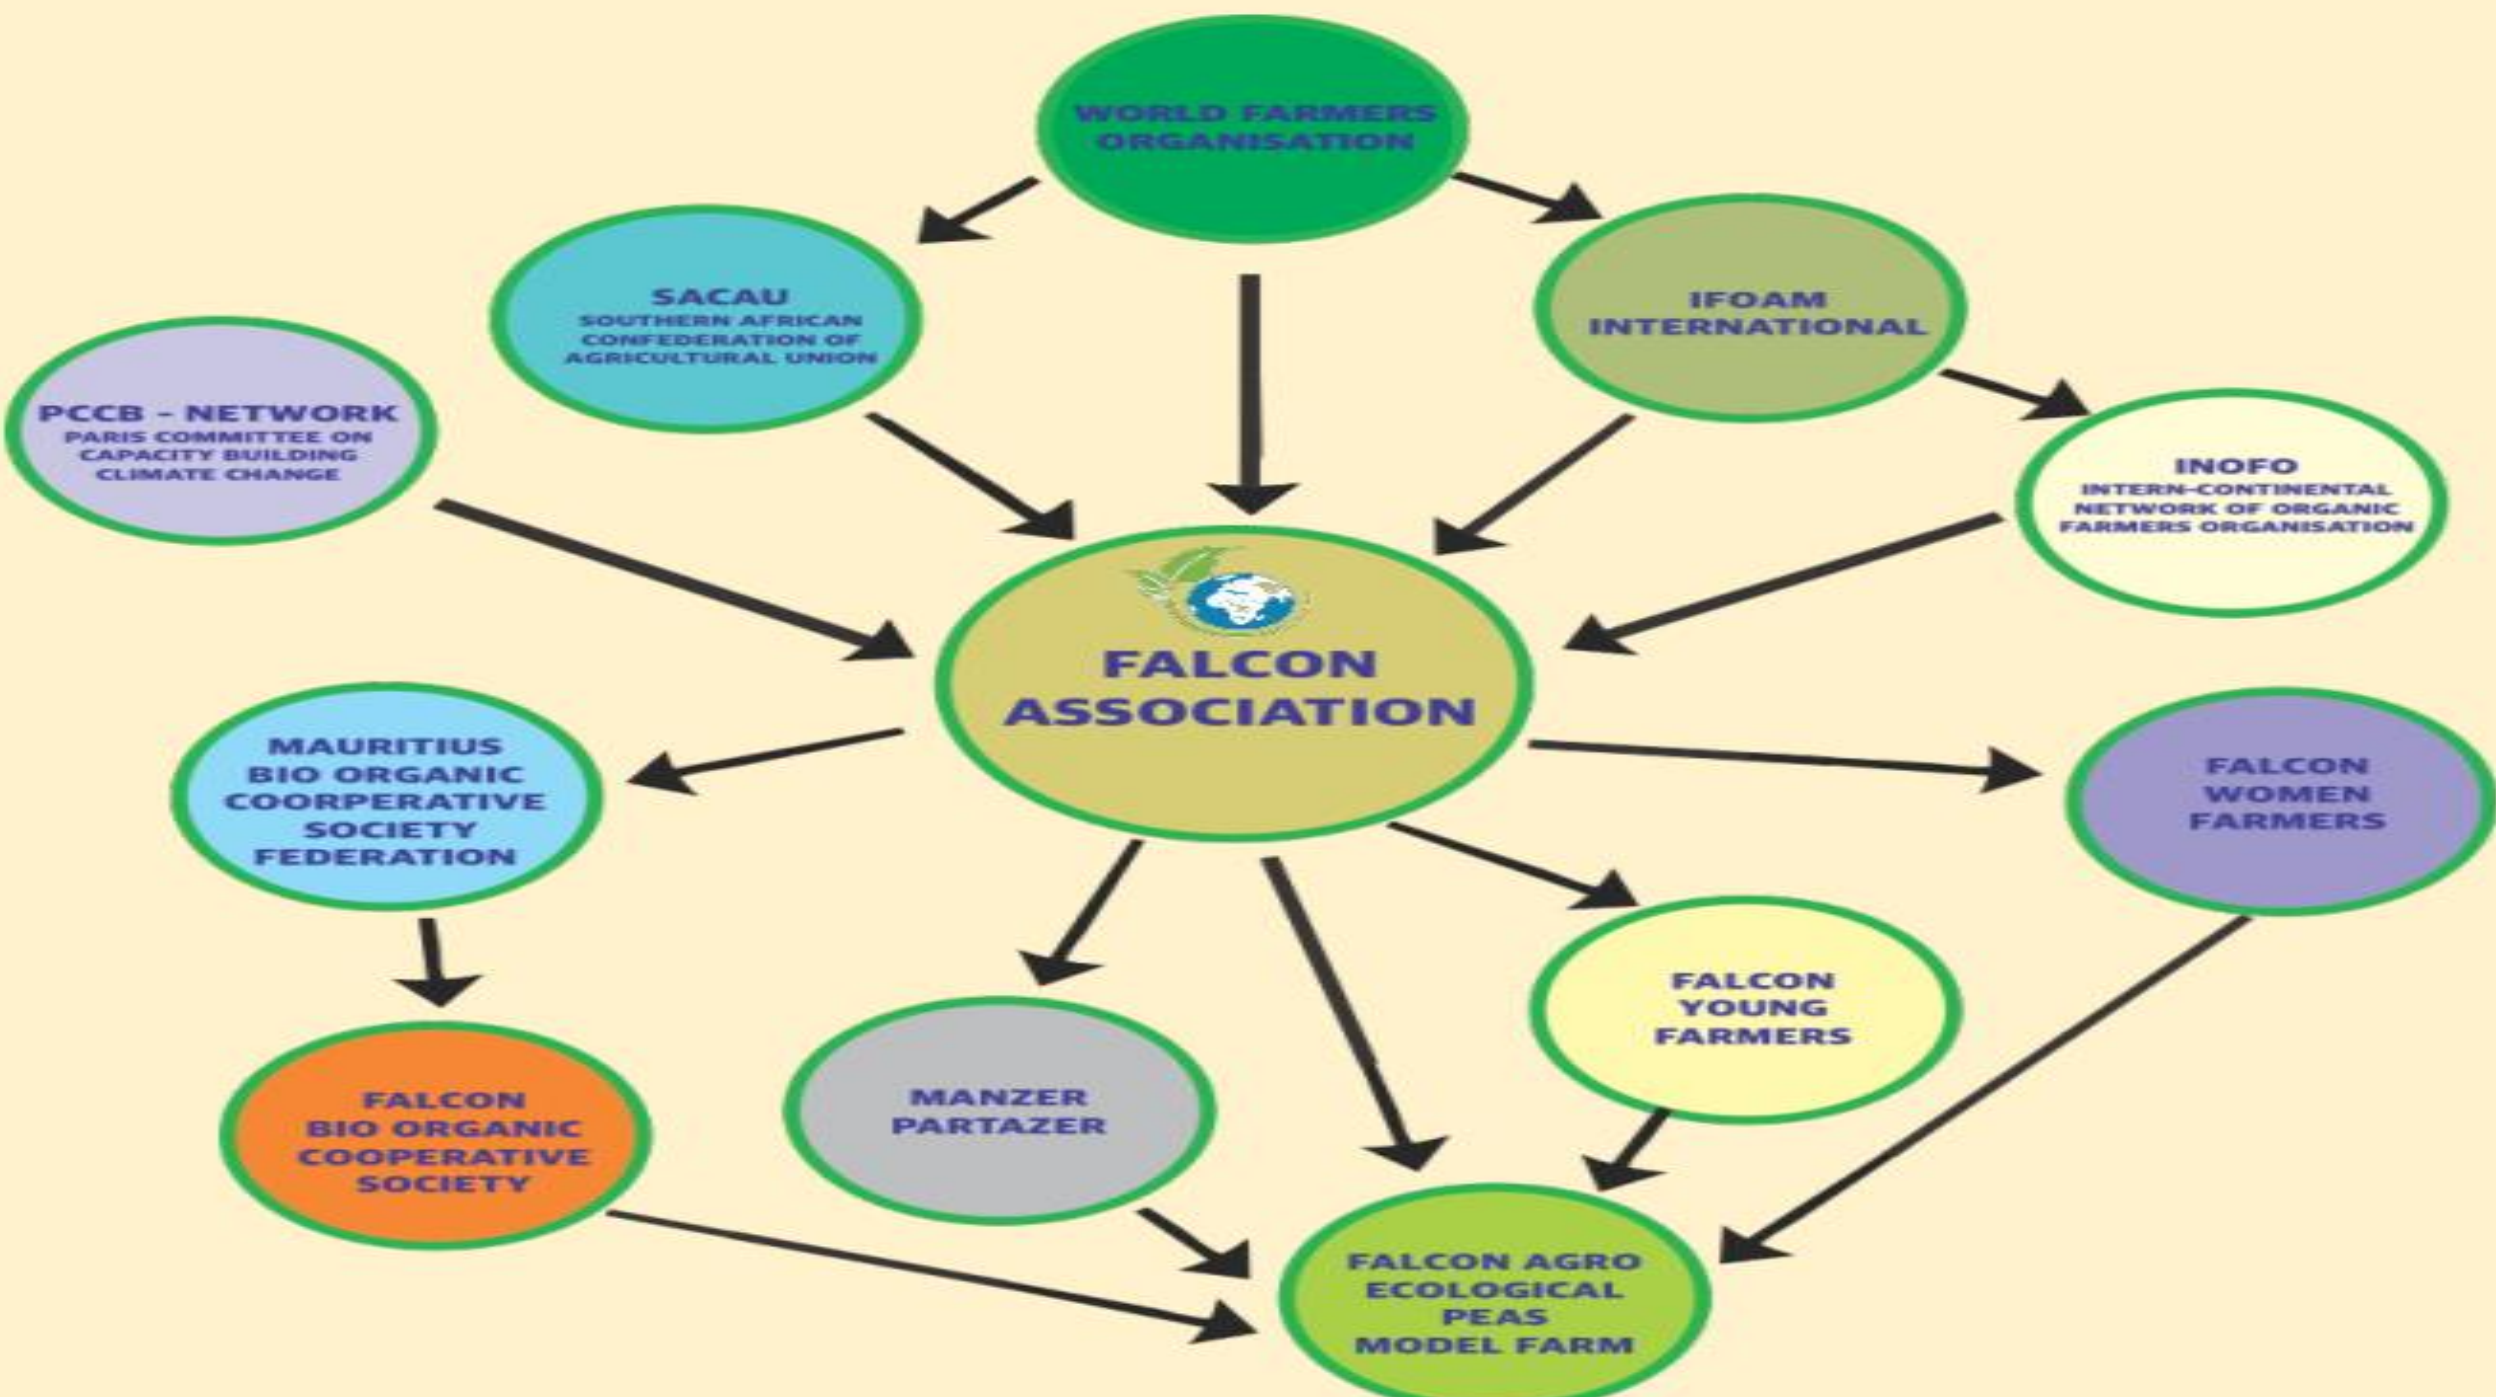 WORLD FARMERS
ORGANISATION
SACAU
SOUTHERN AFRICAN
CONFEDERATION OF
AGRICULTURAL UNION
IFOAM
INTERNATIONAL
PCCB - NETWORK
PARIS COMMITTEE ON
CAPACITY BUILDING
CLIMATE CHANGE
INOFO
INTERN-CONTINENTAL
NETWORK OF ORGANIC
FARMERS ORGANISATION
FALCON
ASSOCIATION
MAURITIUS
BIO ORGANIC
COORPERATIVE
SOCIETY
FEDERATION
FALCON
WOMEN
FARMERS
FALCON
YOUNG
FARMERS
FALCON
BIO ORGANIC
COOPERATIVE
SOCIETY
MANZER
PARTAZER
FALCON AGRO
ECOLOGICAL
PEAS
MODEL FARM